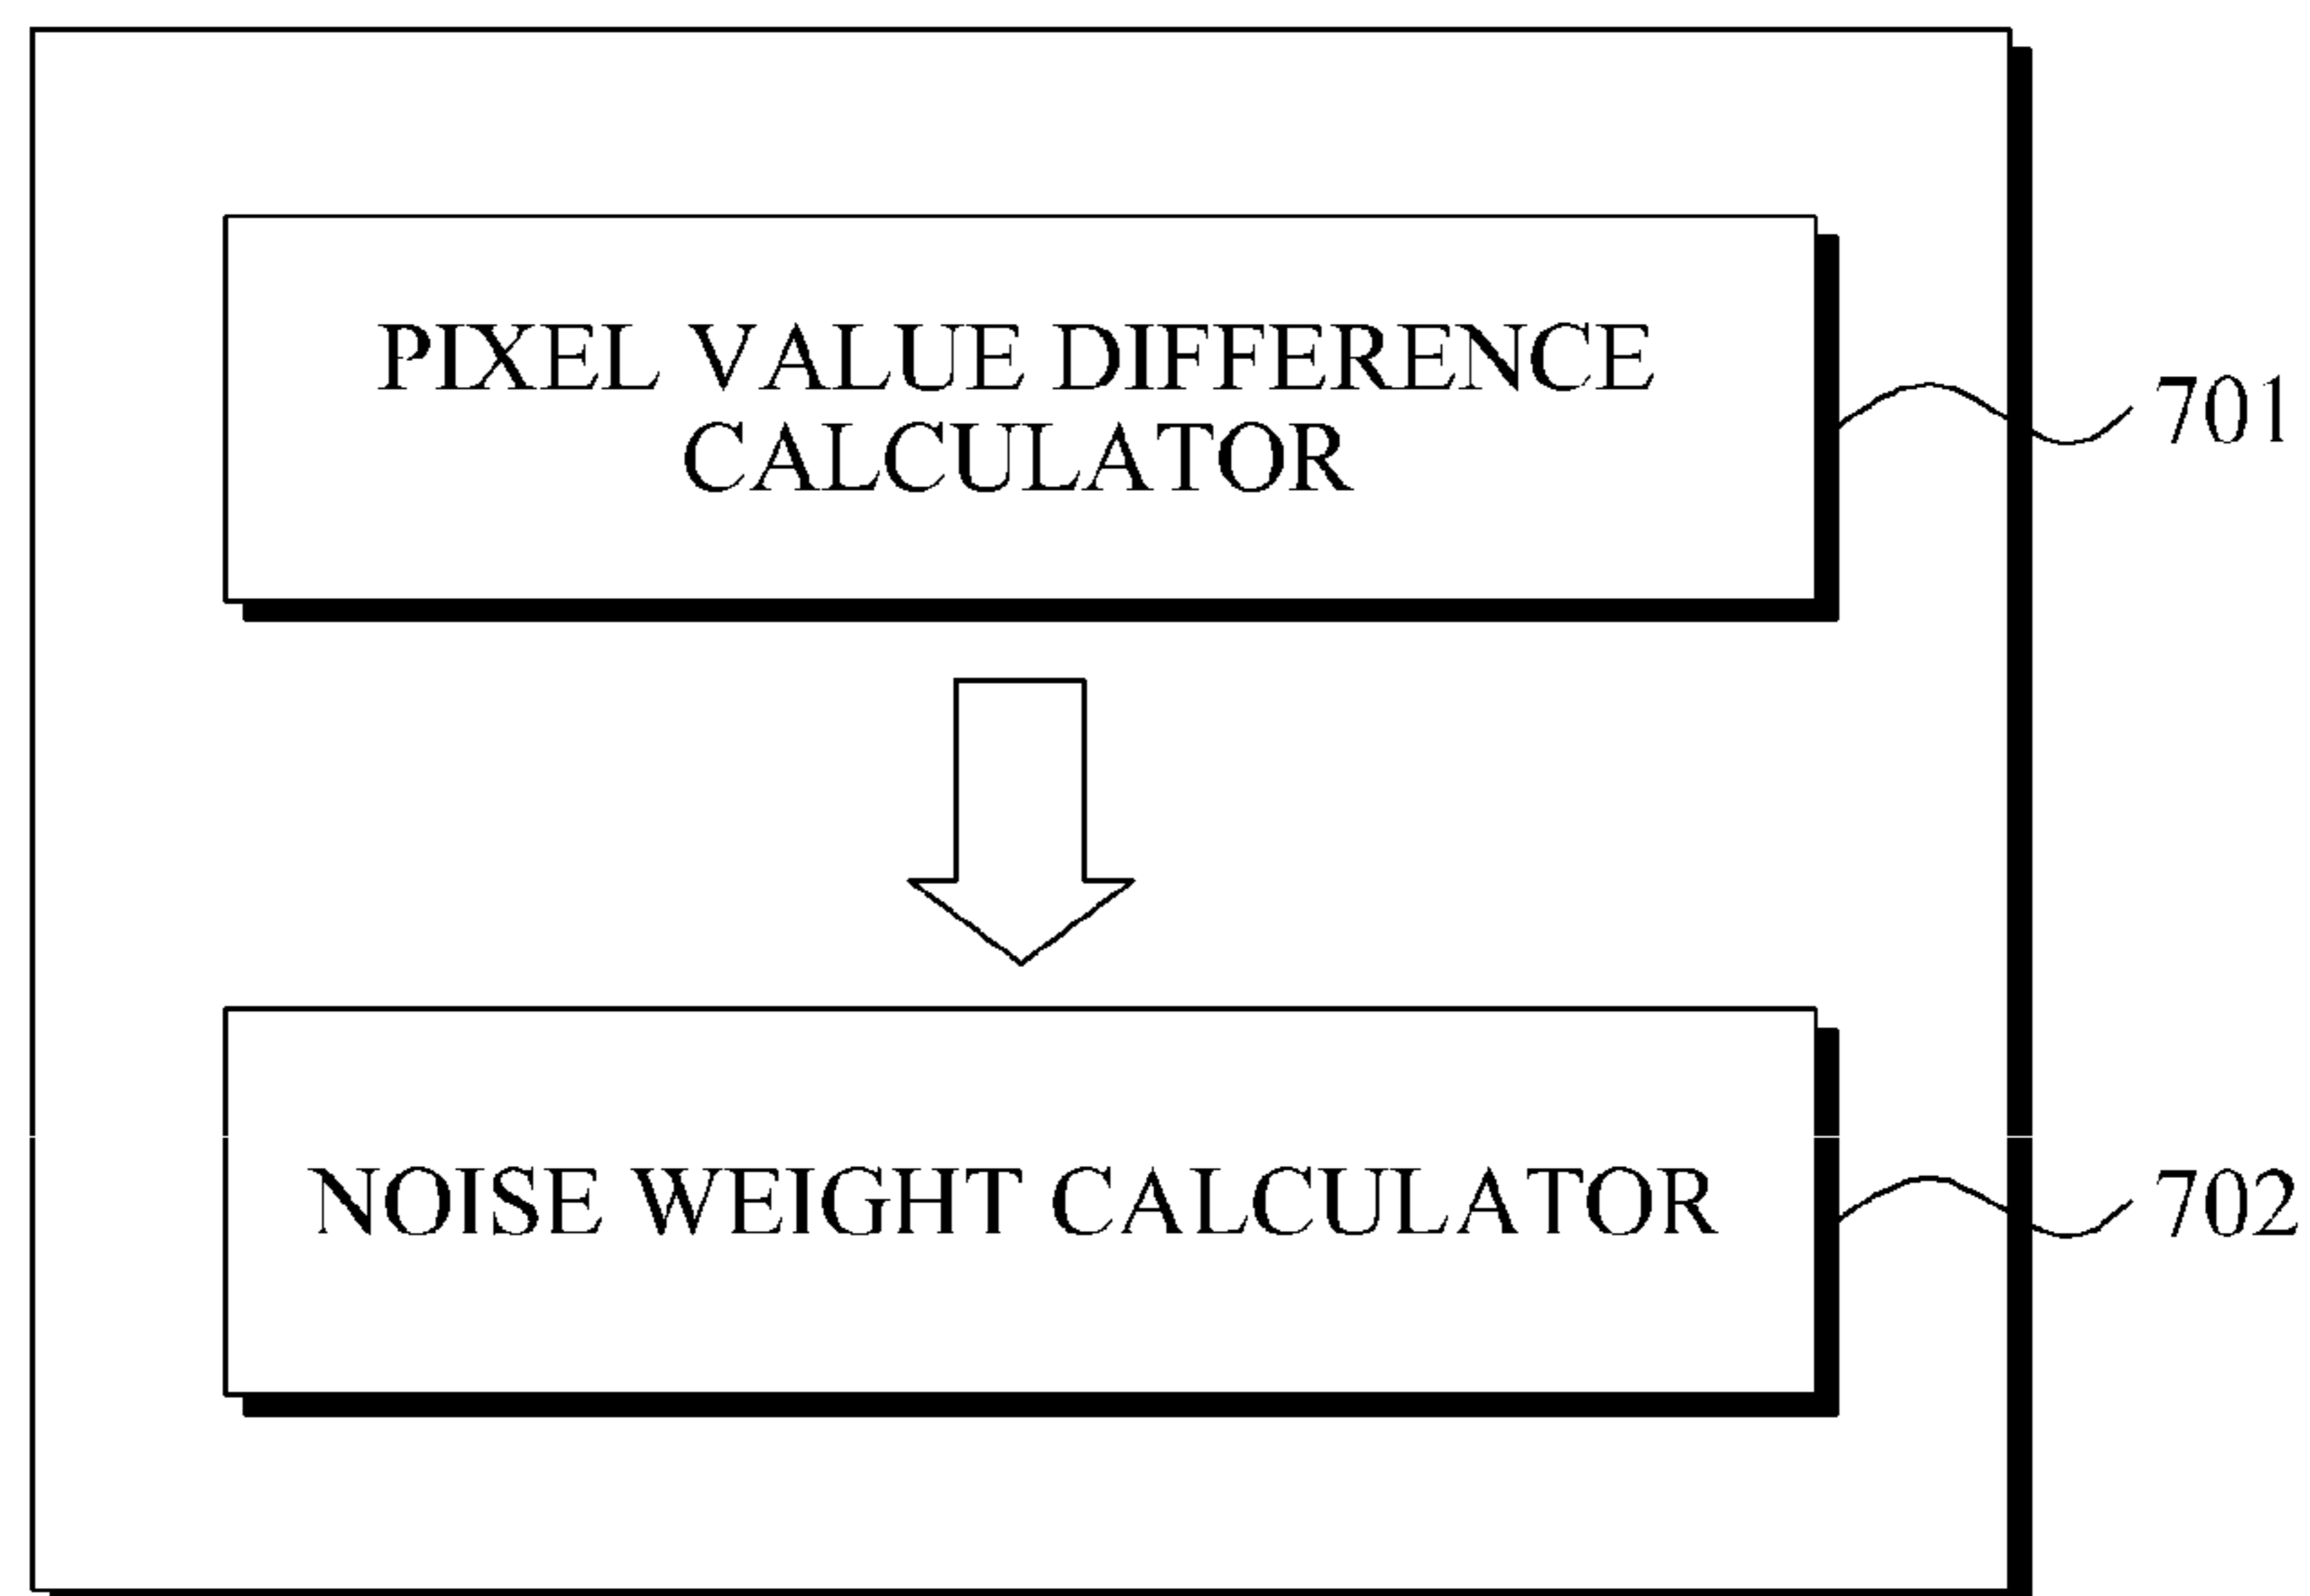 PIXEL VALUE DIFFERENCE
CALCULATOR
701
NOISE WEIGHT CALCULATOR
702